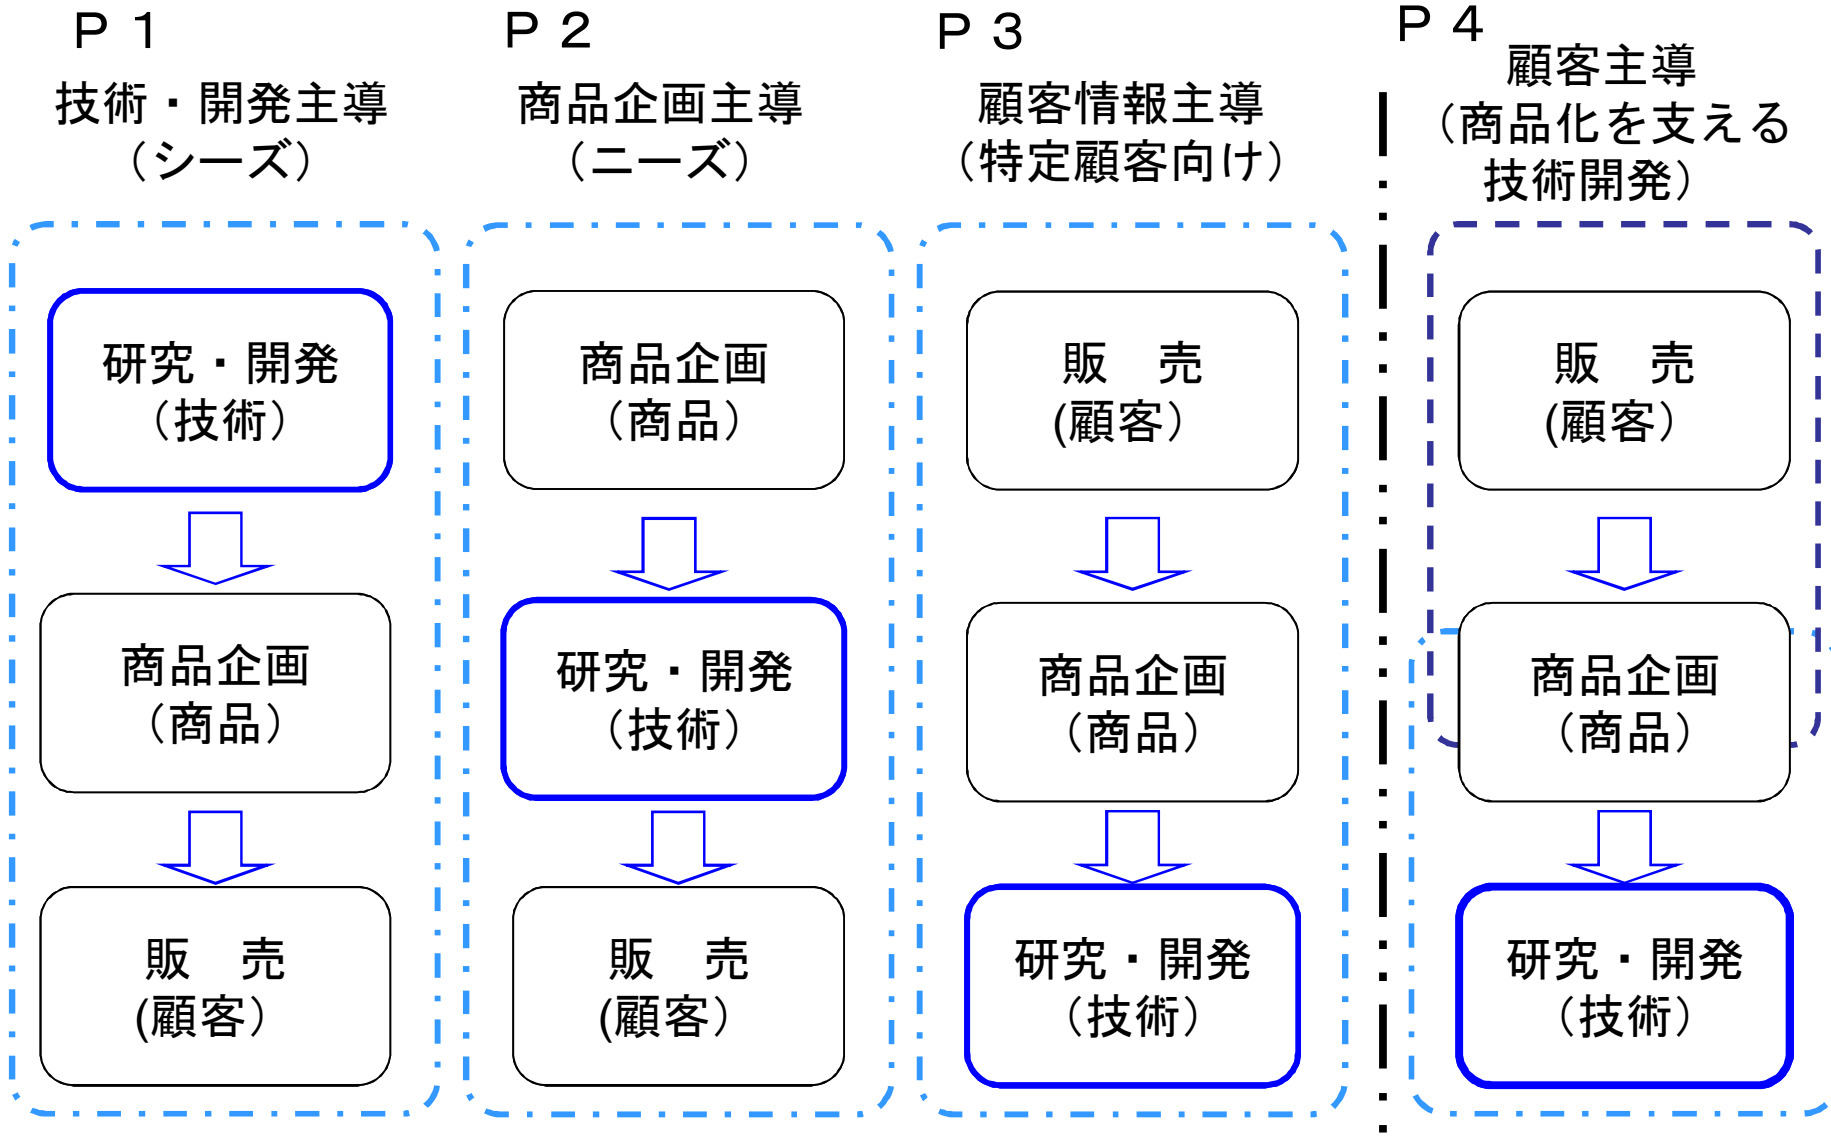 Ｐ１
技術・開発主導
（シーズ）
研究・開発
（技術）
商品企画
（商品）
販　売
(顧客）
Ｐ２
商品企画主導
（ニーズ）
商品企画
（商品）
研究・開発
（技術）
販　売
(顧客）
Ｐ３
顧客情報主導
（特定顧客向け）
販　売
(顧客）
商品企画
（商品）
研究・開発
（技術）
Ｐ４
顧客主導
（商品化を支える
技術開発）
販　売
(顧客）
商品企画
（商品）
研究・開発
（技術）